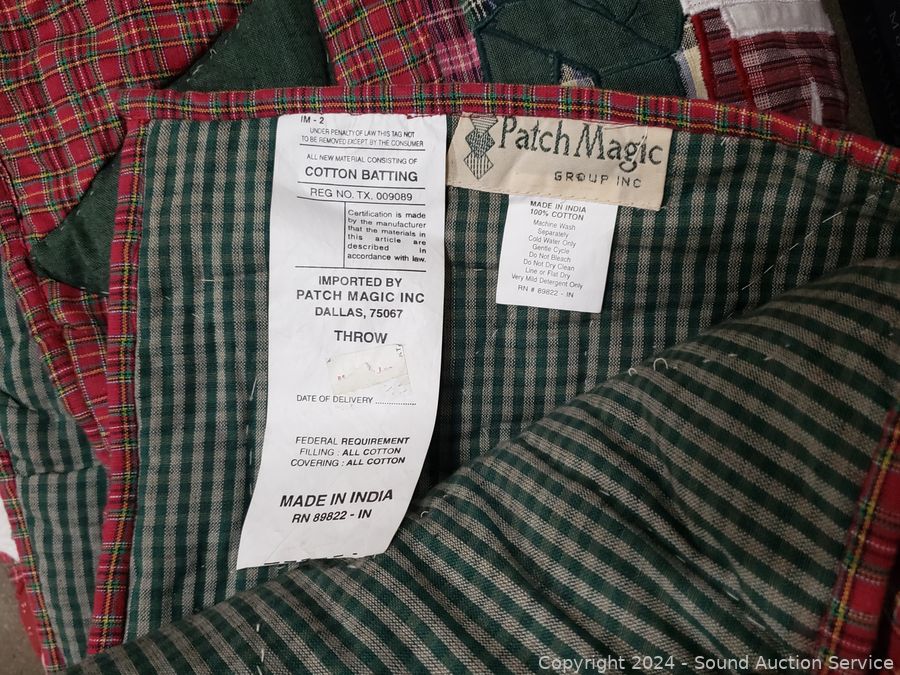 IM - 2
UNDER PENALTY OF LAW THIS TAG NOT
TO BE REMOVED EXCEPT BY THE CONSUMER
ALL NEW MATERIAL CONSISTING OF
COTTON BATTING
REG NO. TX. 009089
Certification is made
by the manufacturer
that the materials in
this article are
described in
accordance with law.
IMPORTED BY
PATCH MAGIC INC
DALLAS, 75067
THROW
DATE OF DELIVERY ..............
FEDERAL REQUIREMENT
FILLING : ALL COTTON
COVERING : ALL COTTON
MADE IN INDIA
RN 89822 - IN
Patch Magic
GROUP INC
MADE IN INDIA
100% COTTON
Machine Wash
Separately
Cold Water Only
Gentle Cycle
Do Not Bleach
Do Not Dry Clean
Line or Flat Dry
Very Mild Detergent Only
RN # 89822 - IN
Copyright 2024 - Sound Auction Service